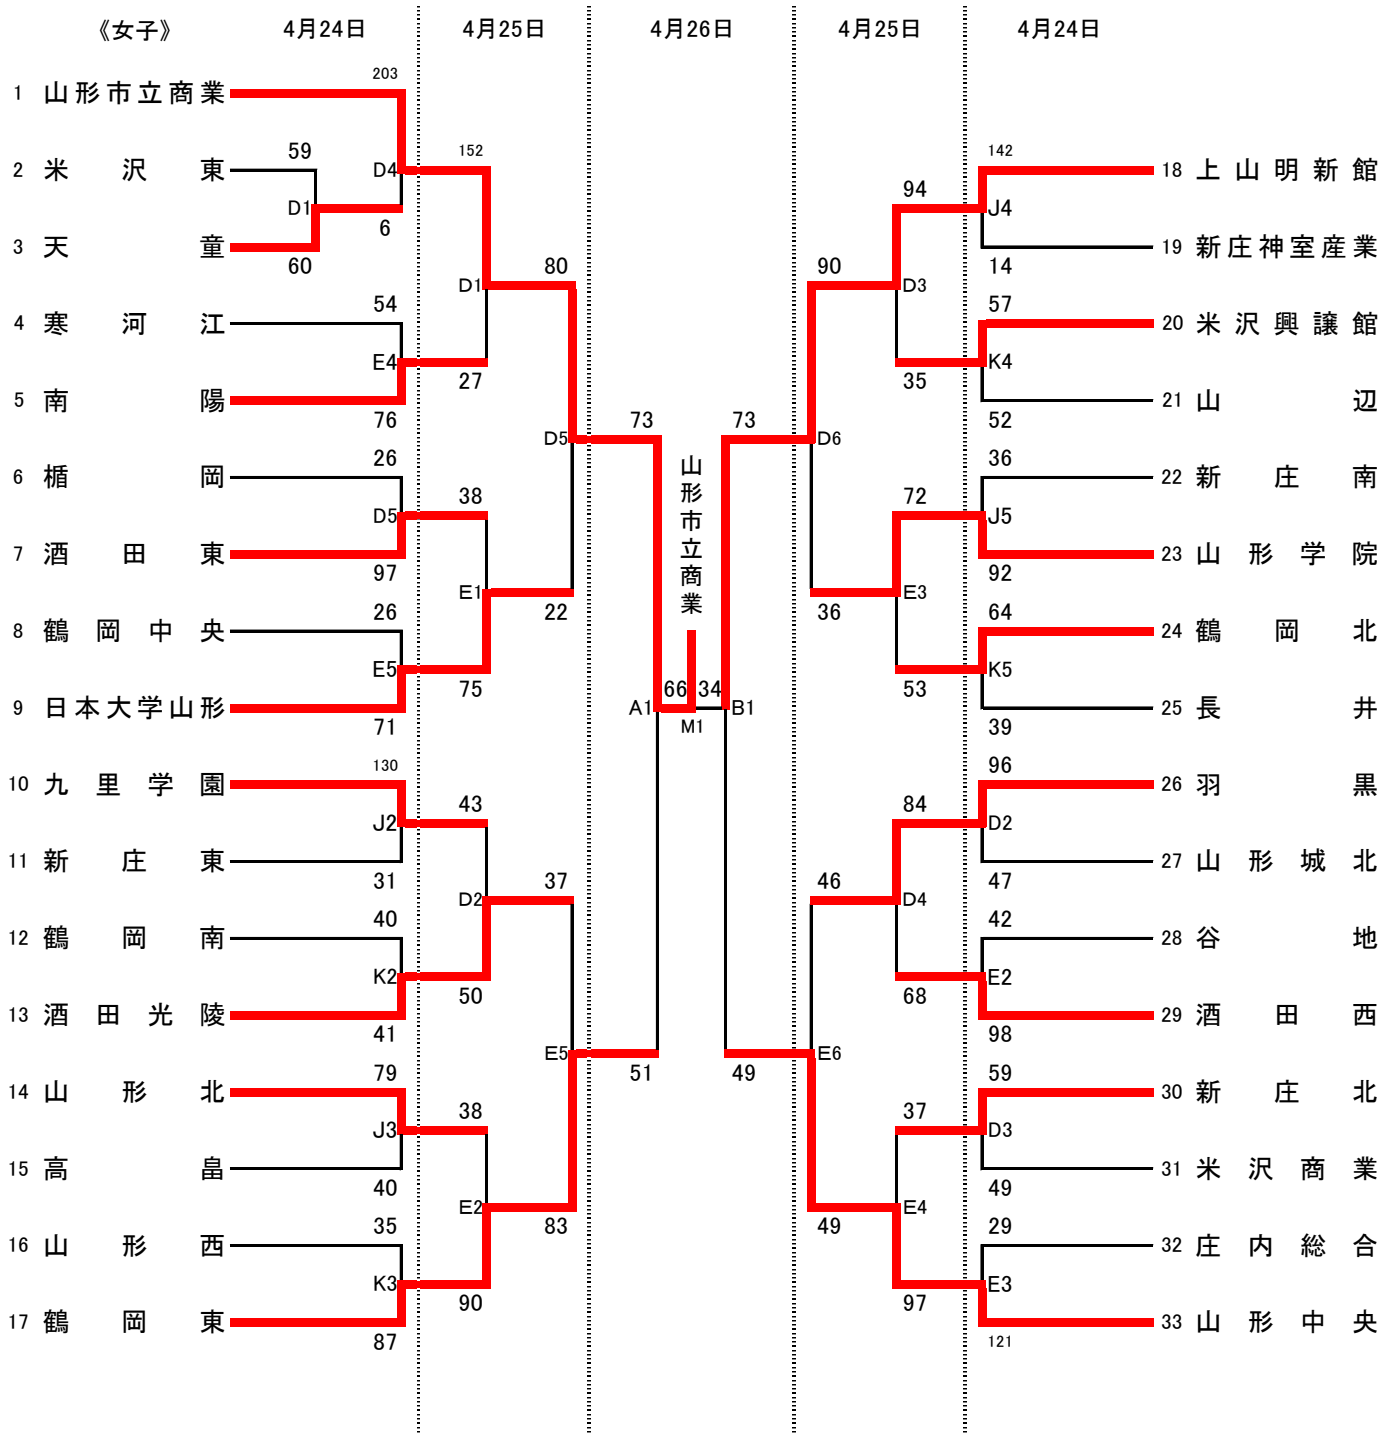 《女子》 4月24日 4月25日 4月26日 4月25日 4月24日
203
1 山形市立商業
59
2 米沢東
D1
3 天童
60
D4
6
152
54
4 寒河江
E4
5 南陽
76
D1
27
80
26
6 楯岡
D5
7 酒田東
97
38
26
8 鶴岡中央
E5
9 日本大学山形
71
E1
75
22
D5
73
130
10 九里学園
J2
11 新庄東
31
43
40
12 鶴岡南
K2
13 酒田光陵
41
D2
50
37
79
14 山形北
J3
15 高畠
40
38
35
16 山形西
K3
17 鶴岡東
87
E2
90
83
E5
51
A1
66
34
M1
山形市立商業
B1
73
49
90
D6
36
46
E6
49
94
D3
35
72
E3
53
84
D4
68
37
E4
97
142
18 上山明新館
J4
19 新庄神室産業
14
57
20 米沢興譲館
K4
21 山辺
52
36
22 新庄南
J5
23 山形学院
92
64
24 鶴岡北
K5
25 長井
39
96
26 羽黒
D2
27 山形城北
47
42
28 谷地
E2
29 酒田西
98
59
30 新庄北
D3
31 米沢商業
49
29
32 庄内総合
E3
33 山形中央
121